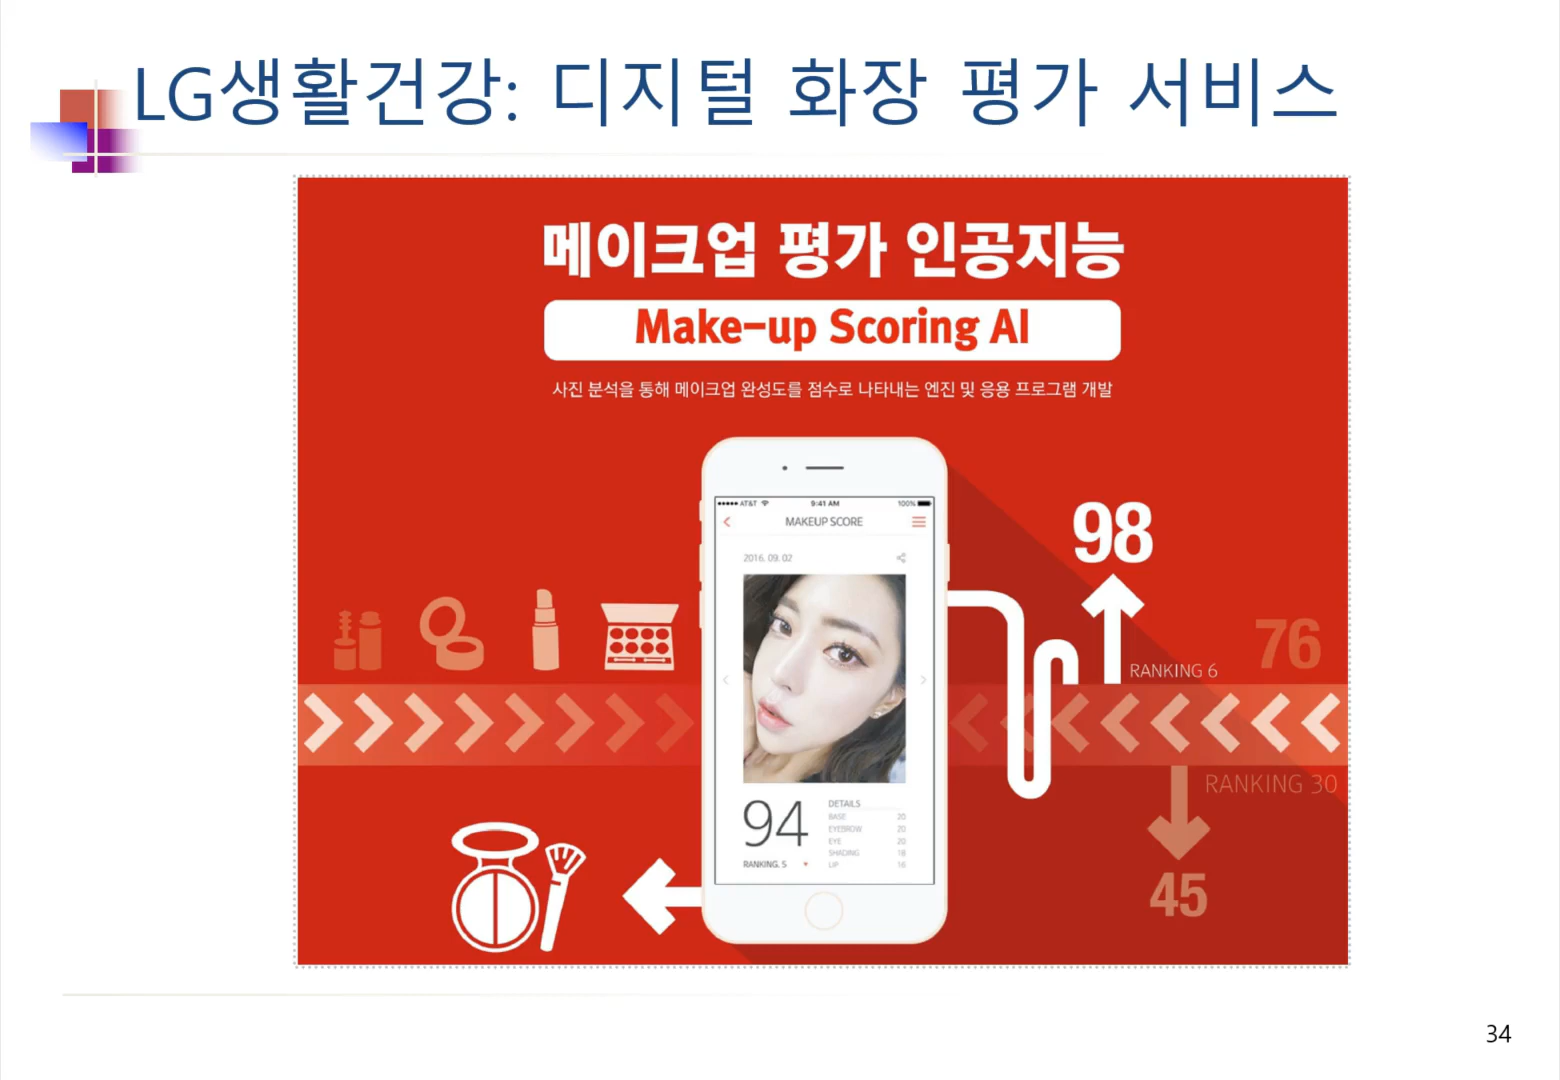 LG생활건강: 디지털 화장 평가 서비스
메이크업 평가 인공지능
Make-up Scoring AI
사진 분석을 통해 메이크업 완성도를 점수로 나타내는 엔진 및 응용 프로그램 개발
AT&T 9:41 AM 100%
MAKEUP SCORE
2016. 09. 02
94
RANKING. 5
DETAILS
BASE 20
EYEBROW 20
EYE 20
SHADING 18
LIP 16
98
RANKING 6
76
RANKING 30
45
34